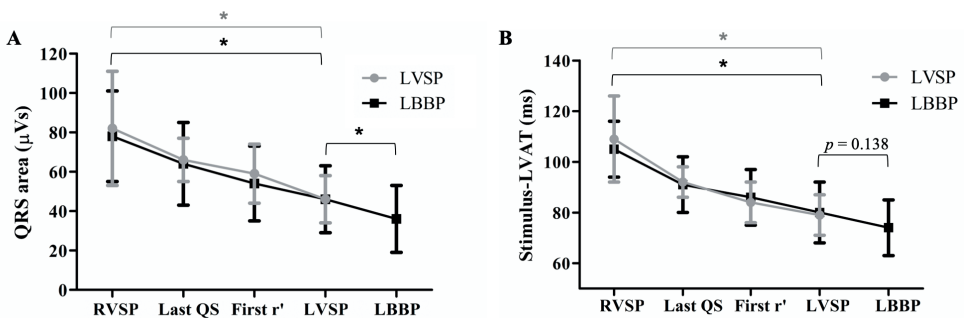 A
*
*
QRS area (μVs)
120
100
80
60
40
20
0
LVSP
LBBP
*
RVSP Last QS First r' LVSP LBBP
B
*
*
Stimulus-LVAT (ms)
140
120
100
80
60
LVSP
LBBP
p = 0.138
RVSP Last QS First r' LVSP LBBP